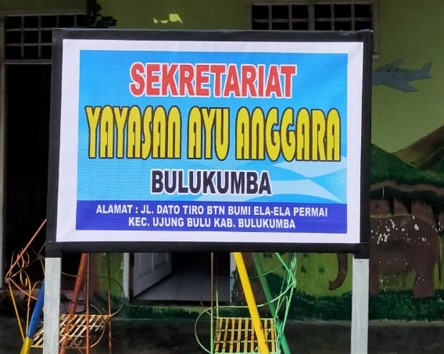 SEKRETARIAT
YAYASAN AYU ANGGARA
BULUKUMBA
ALAMAT : JL. DATO TIRO BTN BUMI ELA-ELA PERMAI
KEC. UJUNG BULU KAB. BULUKUMBA